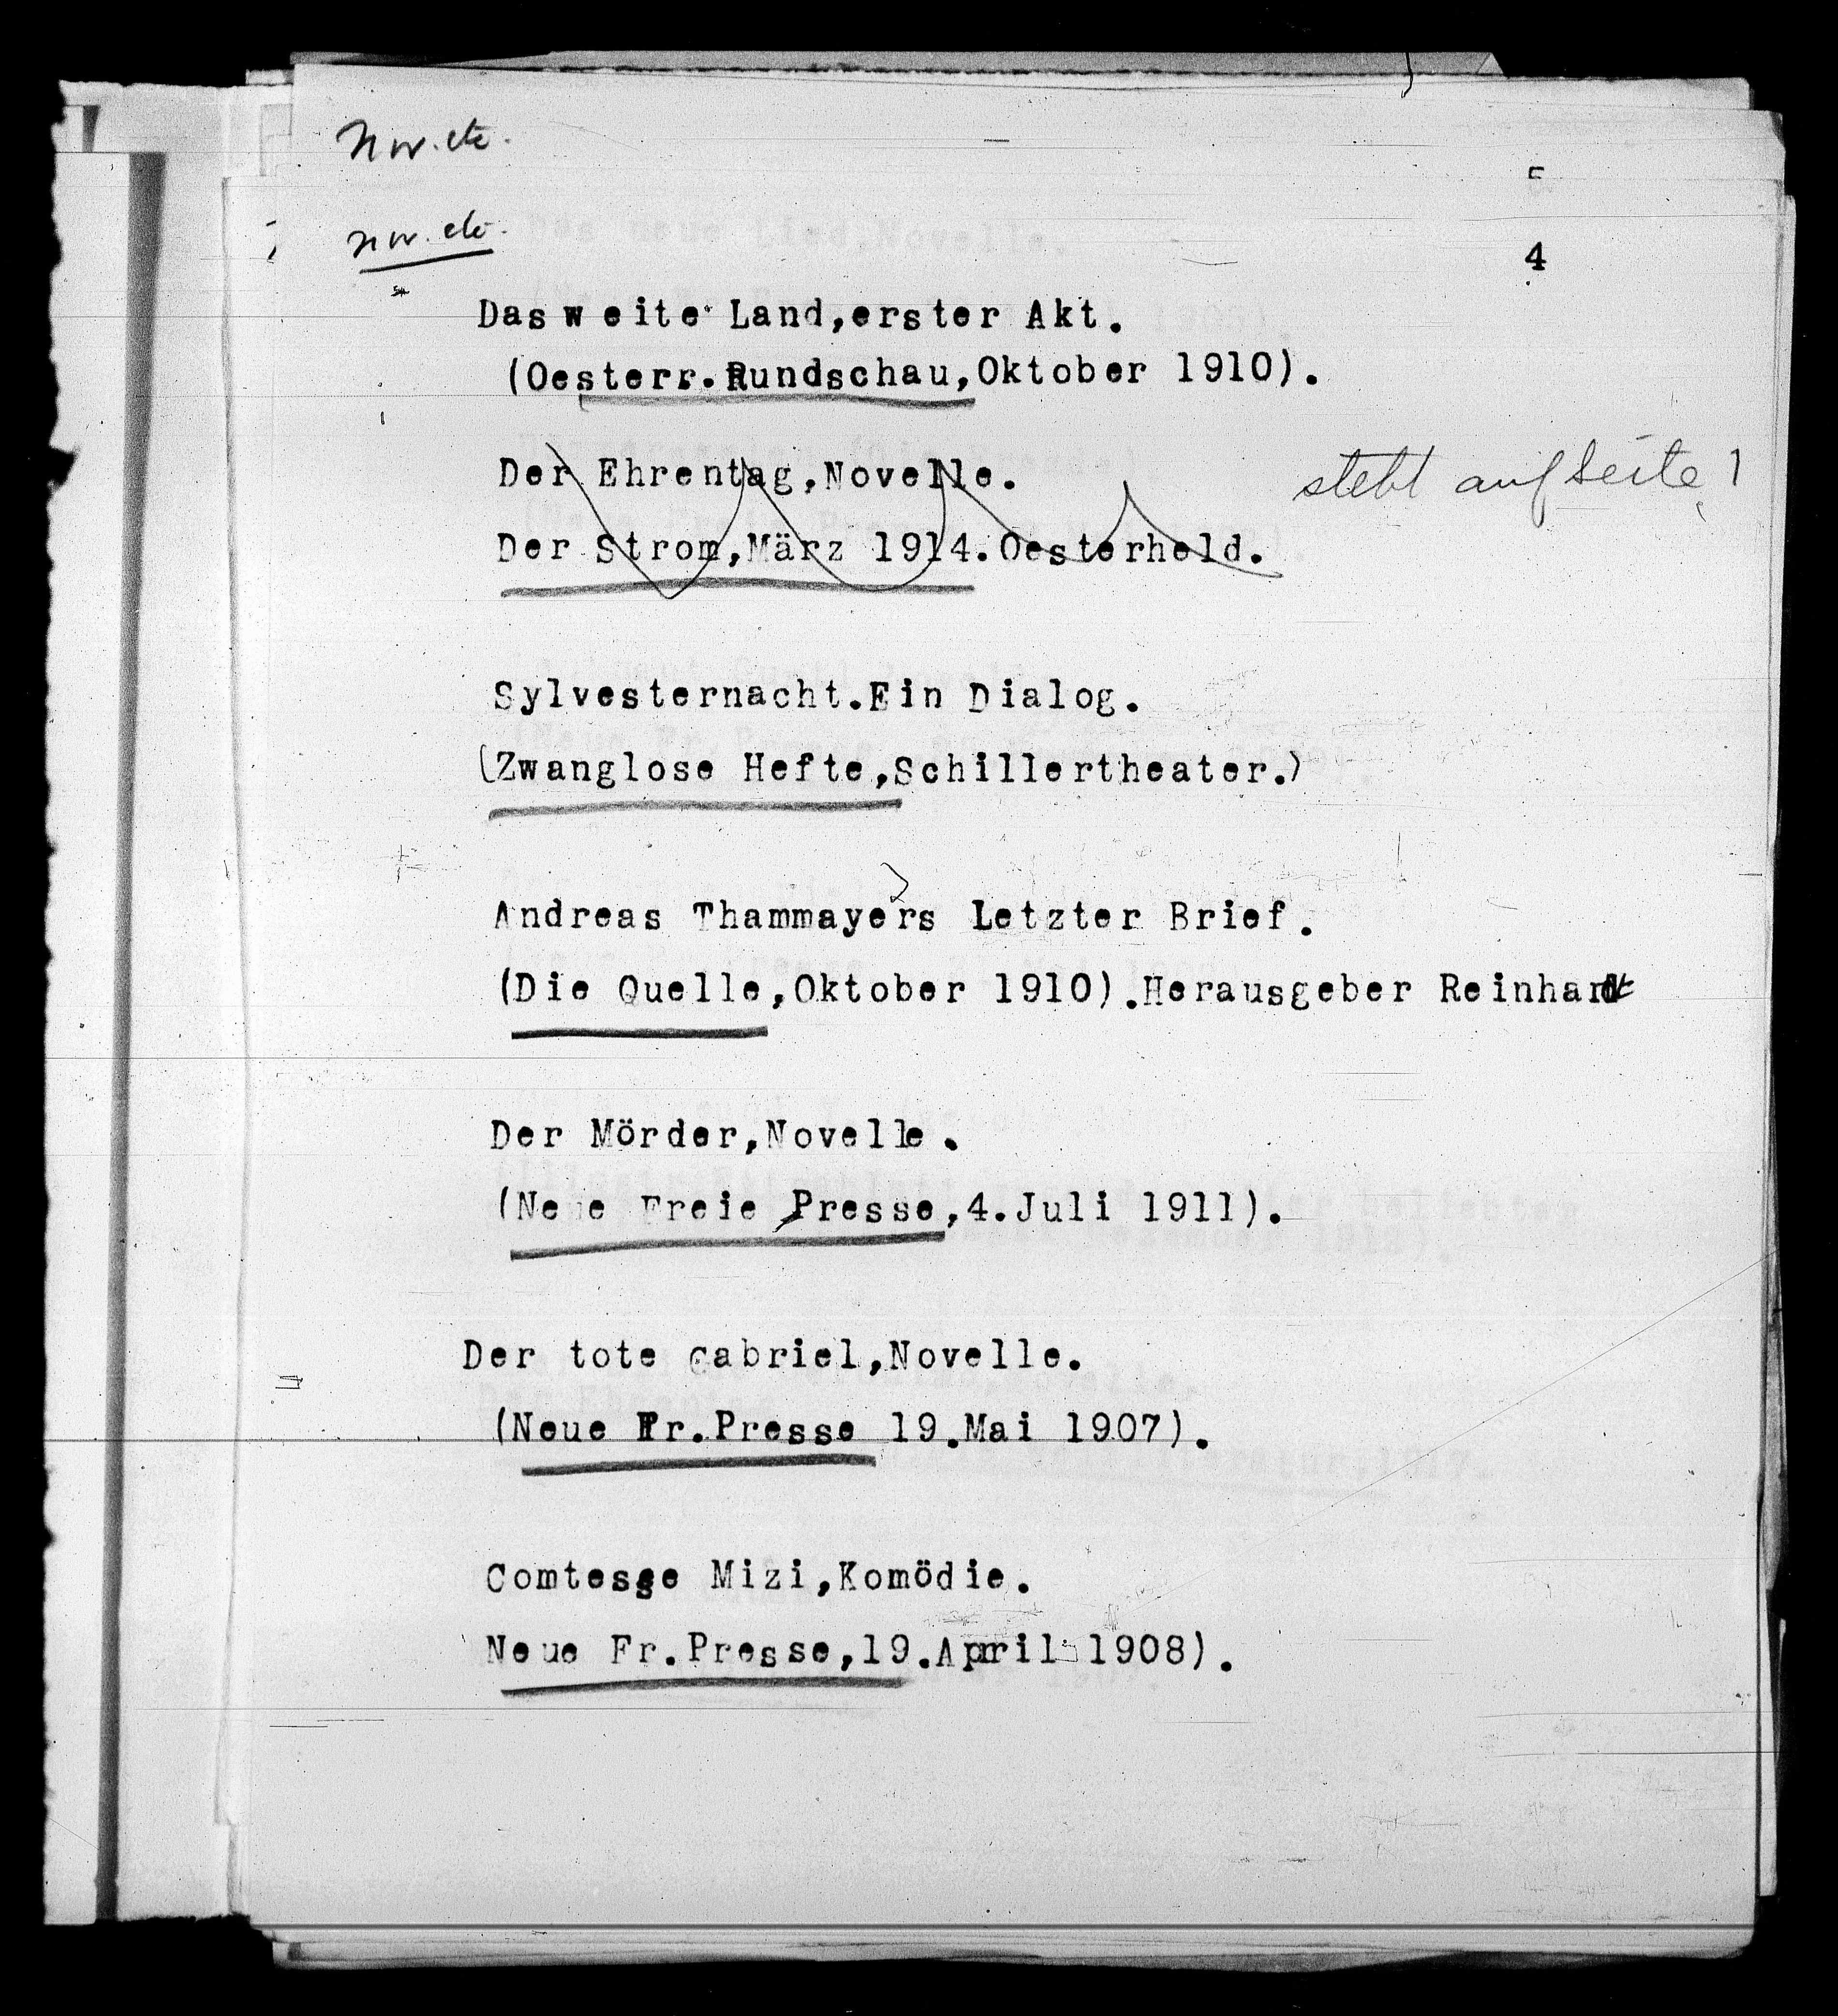 Nov. etc.
nov. etc.
4
Das weite Land,erster Akt.
(Oesterr.Rundschau,Oktober 1910).
Der Ehrentag,Novelle.
steht auf Seite 1
Der Strom,März 1914.Oesterheld.
Sylvesternacht.Ein Dialog.
(Zwanglose Hefte,Schillertheater.)
Andreas Thammayers Letzter Brief.
(Die Quelle,Oktober 1910).Herausgeber Reinhardt
Der Mörder,Novelle.
(Neue Freie Presse,4.Juli 1911).
Der tote Gabriel,Novelle.
(Neue Fr.Presse 19.Mai 1907).
Comtesse Mizi,Komödie.
Neue Fr.Presse,19.April 1908).